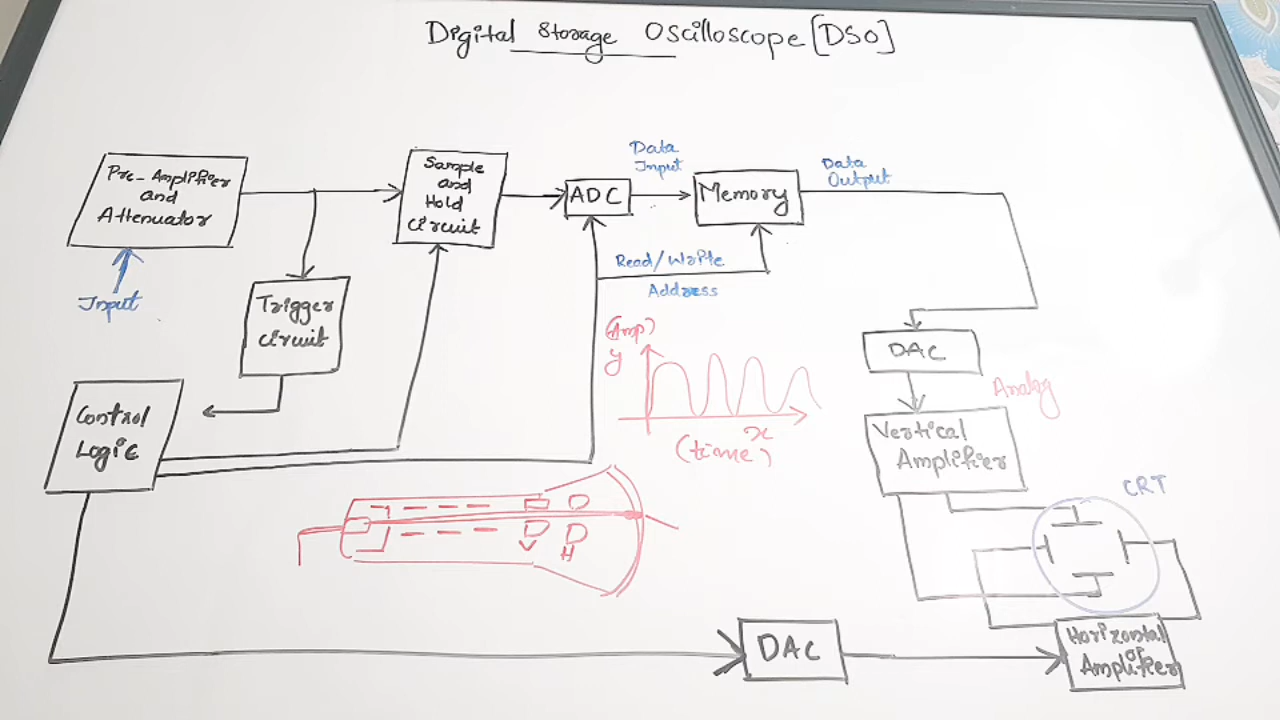 Digital Storage Oscilloscope [DSO]
Pre-Amplifier
and
Attenuator
Input
Sample
and
Hold
Circuit
ADC
Data
Input
Memory
Data
Output
Read/Write
Address
Trigger
Circuit
Control
Logic
(Amp)
y
x
(time)
D
D D
V H
DAC
Analog
Vertical
Amplifier
CRT
DAC
Horizontal
Amplifier